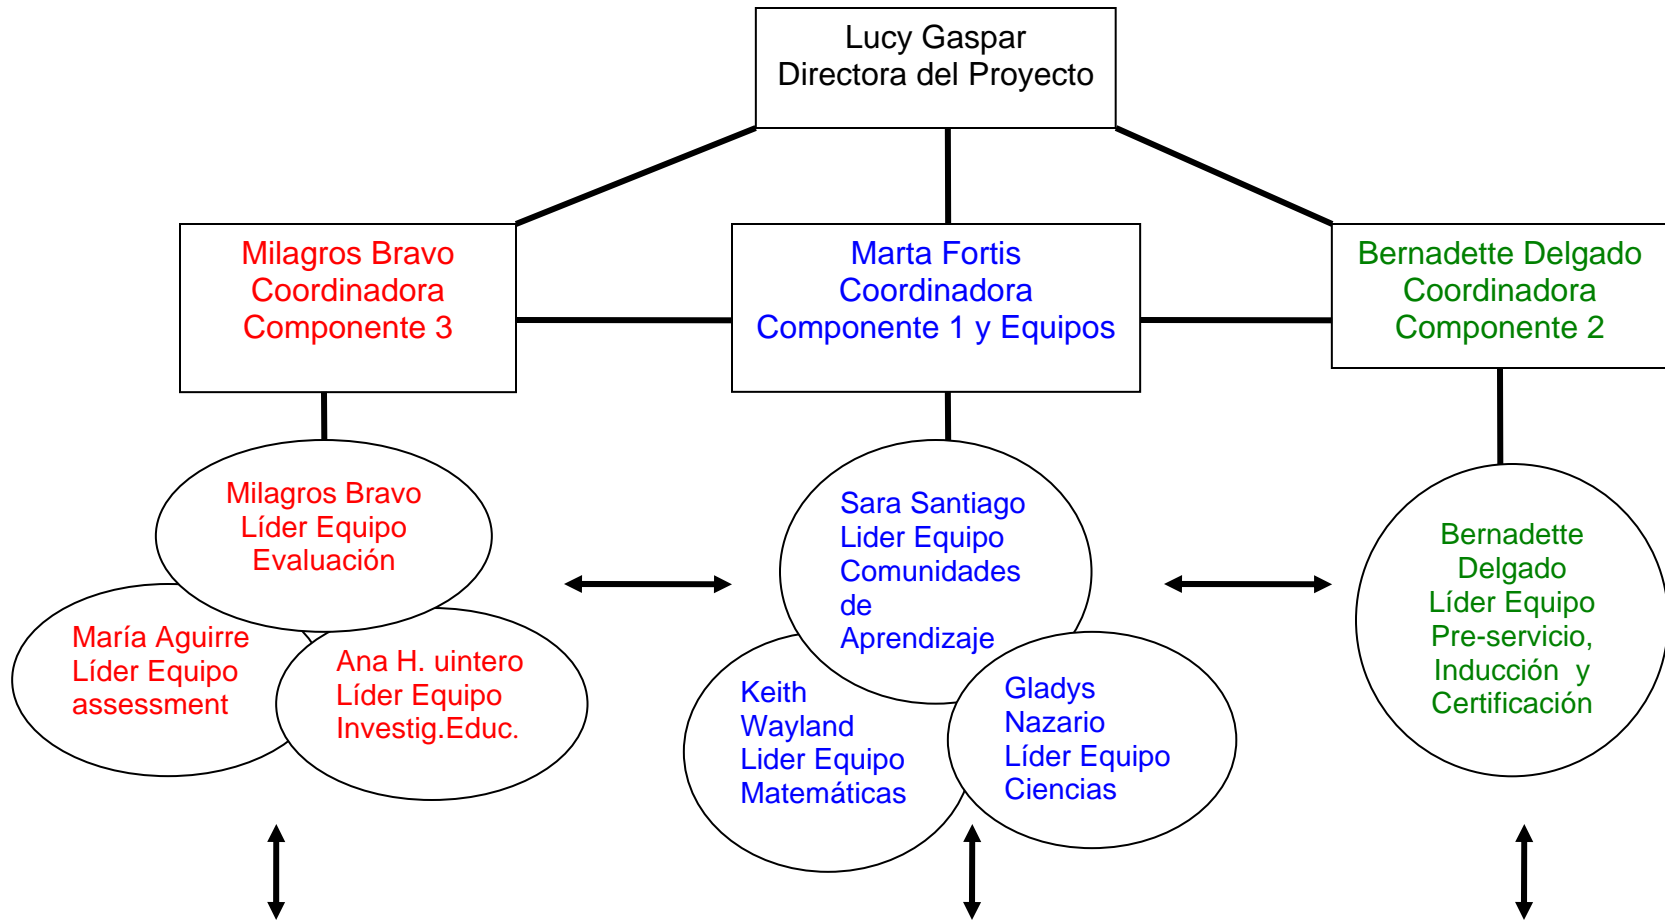 Lucy Gaspar
Directora del Proyecto
Milagros Bravo
Coordinadora
Componente 3
Marta Fortis
Coordinadora
Componente 1 y Equipos
Bernadette Delgado
Coordinadora
Componente 2
Milagros Bravo
Líder Equipo
Evaluación
María Aguirre
Líder Equipo
assessment
Ana H. uintero
Líder Equipo
Investig.Educ.
Sara Santiago
Lider Equipo
Comunidades
de
Aprendizaje
Keith
Wayland
Lider Equipo
Matemáticas
Gladys
Nazario
Líder Equipo
Ciencias
Bernadette
Delgado
Líder Equipo
Pre-servicio,
Inducción y
Certificación